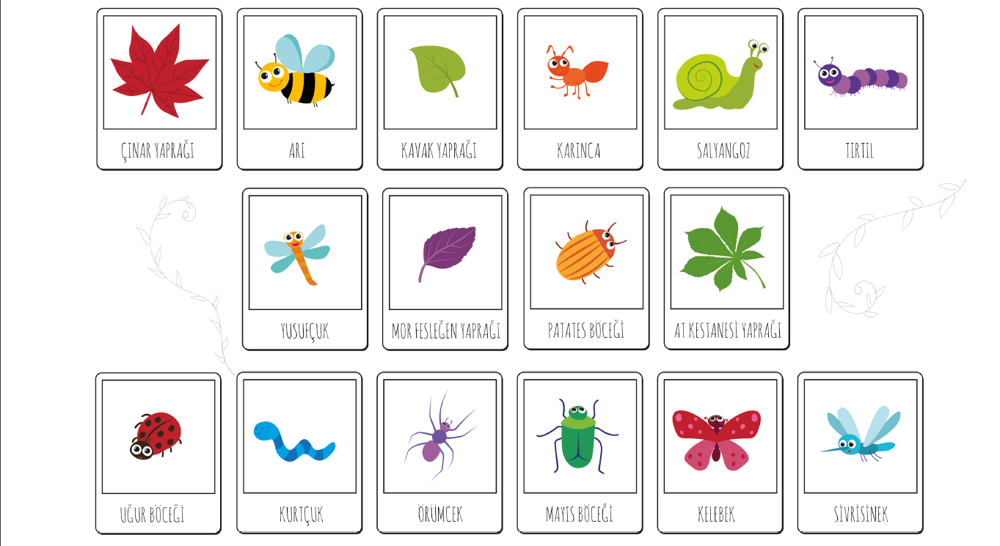 ÇINAR YAPRAĞI
ARI
KAVAK YAPRAĞI
KARINCA
SALYANGOZ
TIRTIL
YUSUFÇUK
MOR FESLEĞEN YAPRAĞI
PATATES BÖCEĞİ
AT KESTANESİ YAPRAĞI
UĞUR BÖCEĞİ
KURTÇUK
ÖRÜMCEK
MAYIS BÖCEĞİ
KELEBEK
SİVRİSİNEK